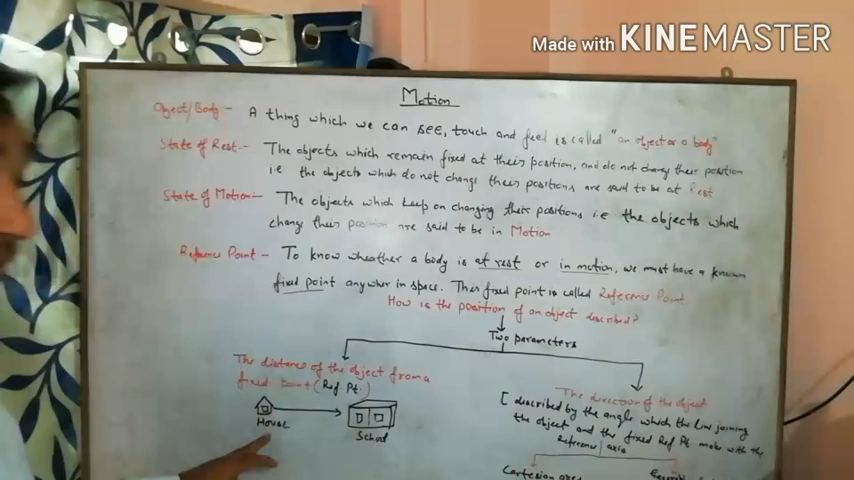 Made with KINEMASTER
Motion
Object/Body - A thing which we can see, touch and feel is called "an object or a body"
State of Rest:- The objects which remain fixed at their position, and do not change their position
i.e the objects which do not change their positions are said to be at Rest
State of Motion:- The objects which keep on changing their positions i.e the objects which
change their position are said to be in Motion
Reference Point - To know wheather a body is at rest or in motion, we must have a known
fixed point anywher in space. This fixed point is called Reference Point
How is the position of an object described?
Two parameters
The distance of the object from a
fixed point (Ref. Pt.)
House
School
The direction of the object
[described by the angle which the line joining
the object and the fixed Ref Pt make with the
Reference axis
Cartesian axes